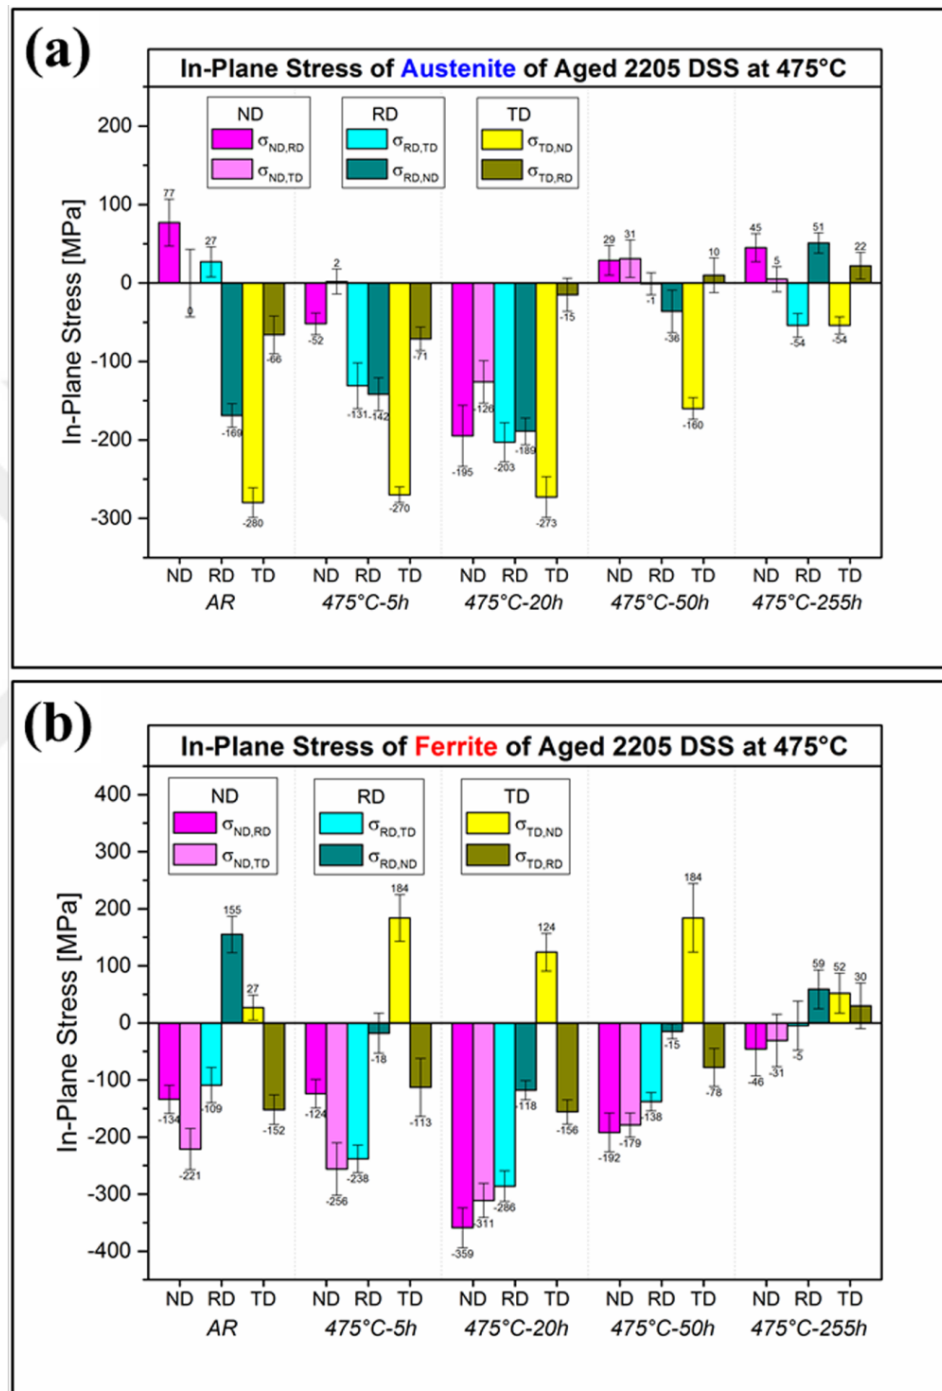 (a)
In-Plane Stress of Austenite of Aged 2205 DSS at 475°C
ND RD TD
σND,RD σRD,TD σTD,ND
σND,TD σRD,ND σTD,RD
In-Plane Stress [MPa]
200
100
0
-100
-200
-300
77 0 27 -169 -280 -66
-52 2 -131 -142 -270 -71
-195 -126 -203 -189 -273 -15
29 31 -1 -36 -160 10
45 5 -54 51 -54 22
ND RD TD ND RD TD ND RD TD ND RD TD ND RD TD
AR 475°C-5h 475°C-20h 475°C-50h 475°C-255h
(b)
In-Plane Stress of Ferrite of Aged 2205 DSS at 475°C
ND RD TD
σND,RD σRD,TD σTD,ND
σND,TD σRD,ND σTD,RD
In-Plane Stress [MPa]
400
300
200
100
0
-100
-200
-300
-400
-134 -221 -109 155 27 -152
-124 -256 -238 -18 184 -113
-359 -311 -286 -118 124 -156
-192 -179 -138 -15 184 -78
-46 -31 -5 59 52 30
ND RD TD ND RD TD ND RD TD ND RD TD ND RD TD
AR 475°C-5h 475°C-20h 475°C-50h 475°C-255h